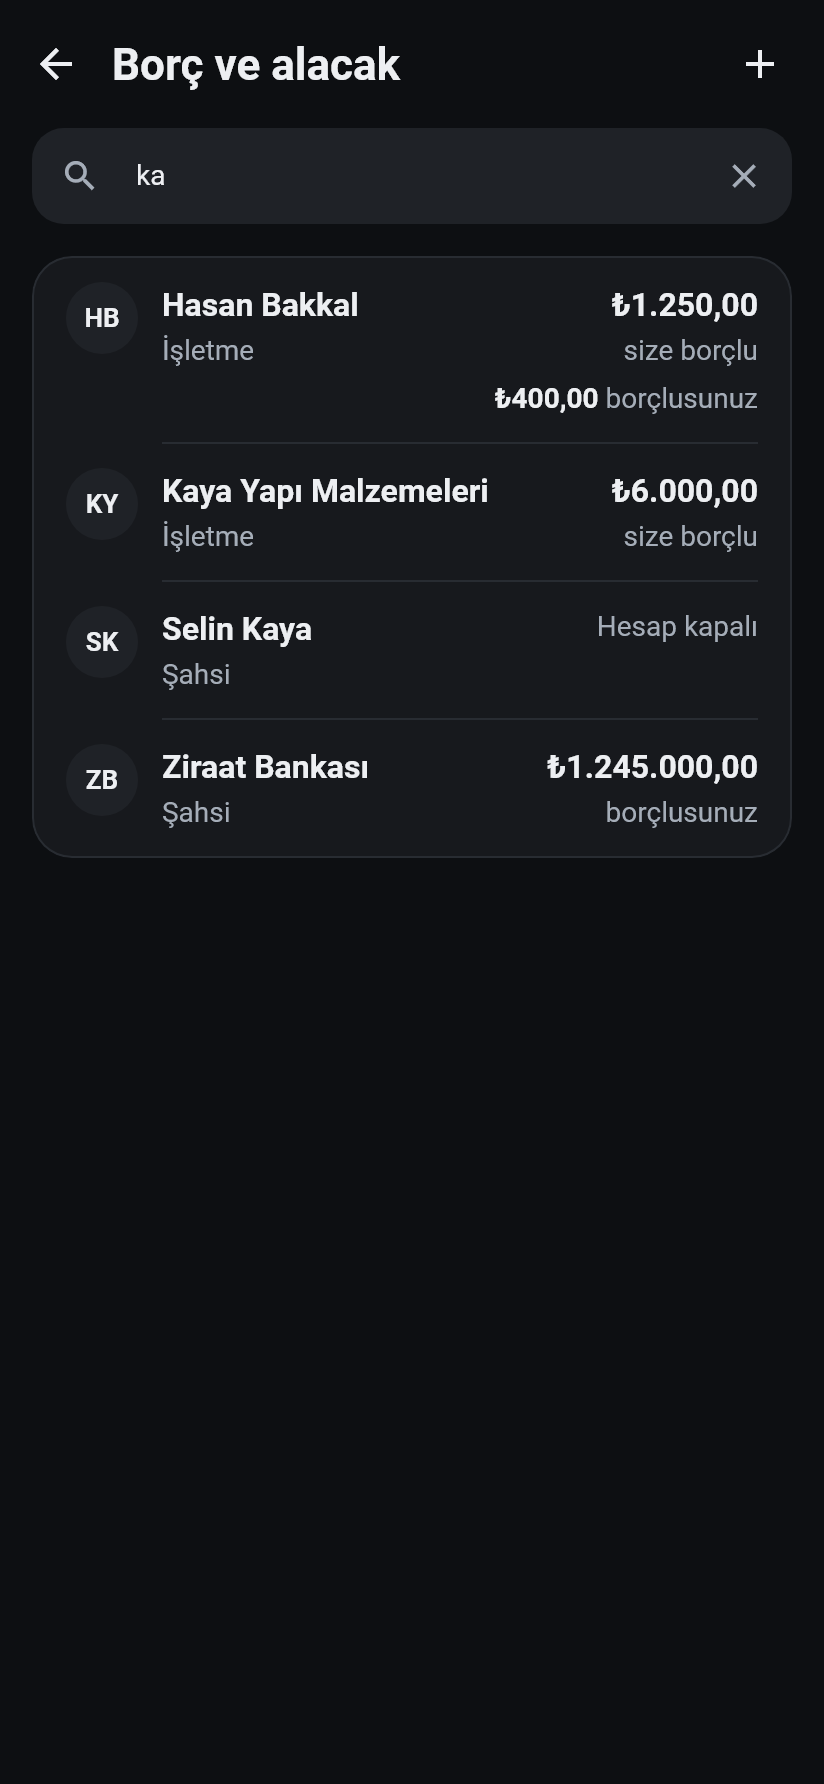 Borç ve alacak
ka
HB Hasan Bakkal ₺1.250,00
İşletme size borçlu
₺400,00 borçlusunuz
KY Kaya Yapı Malzemeleri ₺6.000,00
İşletme size borçlu
SK Selin Kaya Hesap kapalı
Şahsi
ZB Ziraat Bankası ₺1.245.000,00
Şahsi borçlusunuz